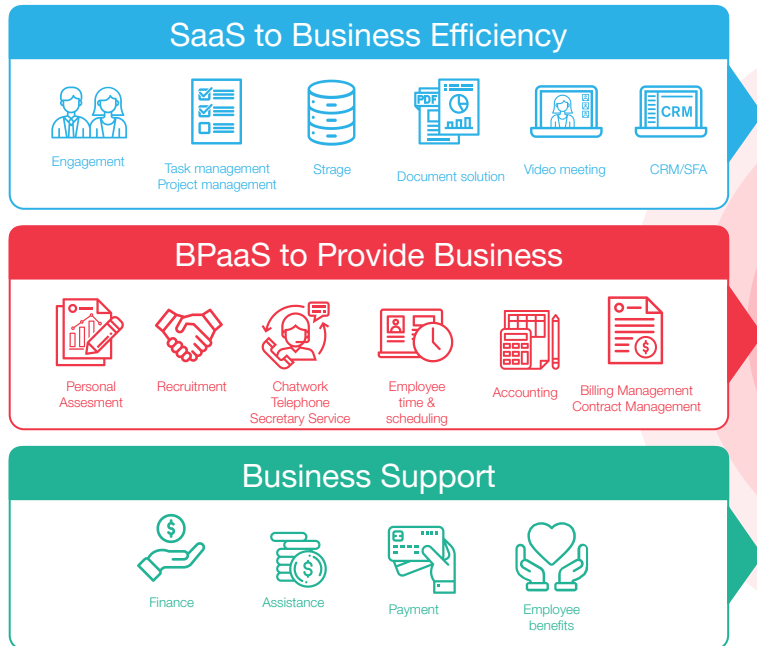 SaaS to Business Efficiency
Engagement
Task management
Project management
Strage
PDF
Document solution
Video meeting
CRM
CRM/SFA
BPaaS to Provide Business
Personal
Assesment
Recruitment
Chatwork
Telephone
Secretary Service
Employee
time &
scheduling
Accounting
$
Billing Management
Contract Management
Business Support
$
Finance
$
Assistance
Payment
Employee
benefits